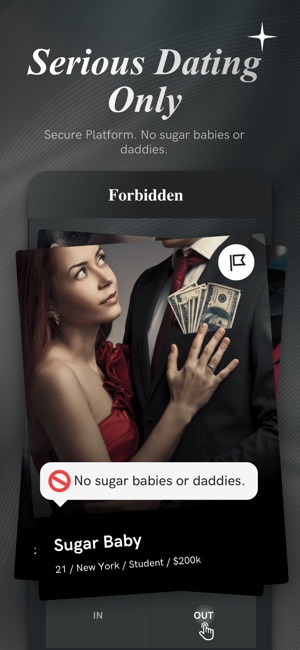 Serious Dating
Only
Secure Platform. No sugar babies or
daddies.
Forbidden
No sugar babies or daddies.
Sugar Baby
21 / New York / Student / $200k
IN
OUT